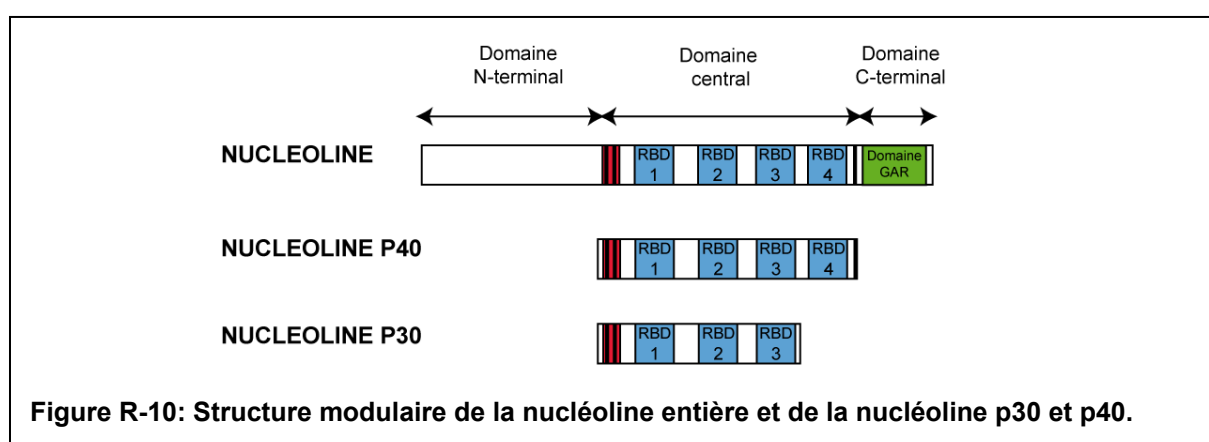 Domaine
N-terminal
Domaine
central
Domaine
C-terminal
NUCLEOLINE
RBD
1
RBD
2
RBD
3
RBD
4
Domaine
GAR
NUCLEOLINE P40
RBD
1
RBD
2
RBD
3
RBD
4
NUCLEOLINE P30
RBD
1
RBD
2
RBD
3
Figure R-10: Structure modulaire de la nucléoline entière et de la nucléoline p30 et p40.